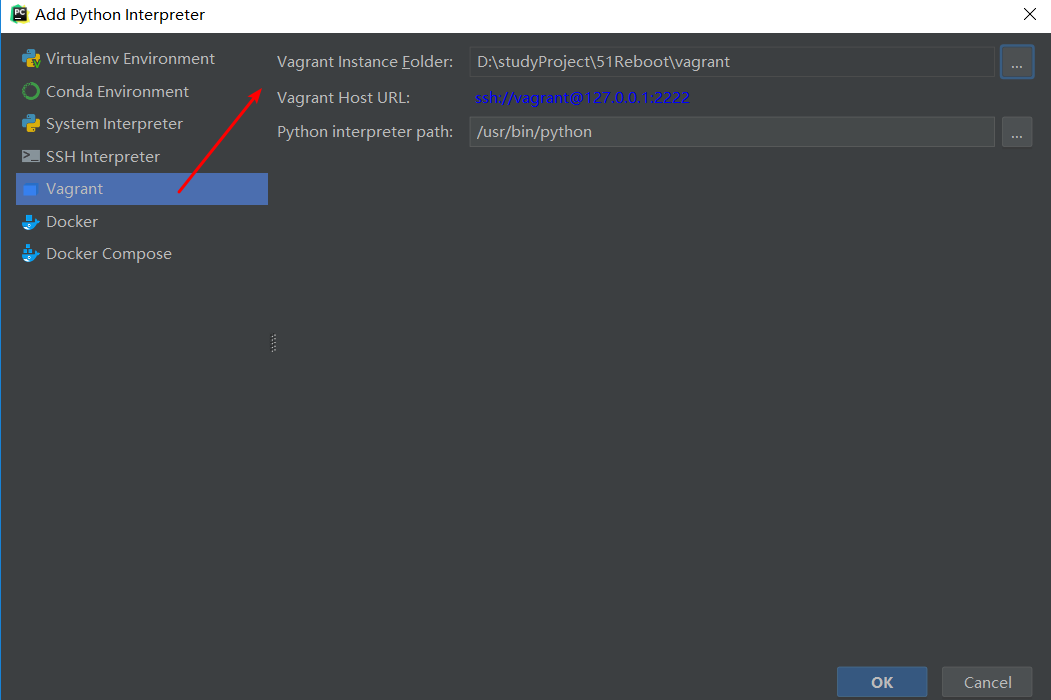 PC Add Python Interpreter
Virtualenv Environment
Conda Environment
System Interpreter
SSH Interpreter
Vagrant
Docker
Docker Compose
Vagrant Instance Folder: D:\studyProject\51Reboot\vagrant ...
Vagrant Host URL: ssh://vagrant@127.0.0.1:2222
Python interpreter path: /usr/bin/python ...
OK Cancel